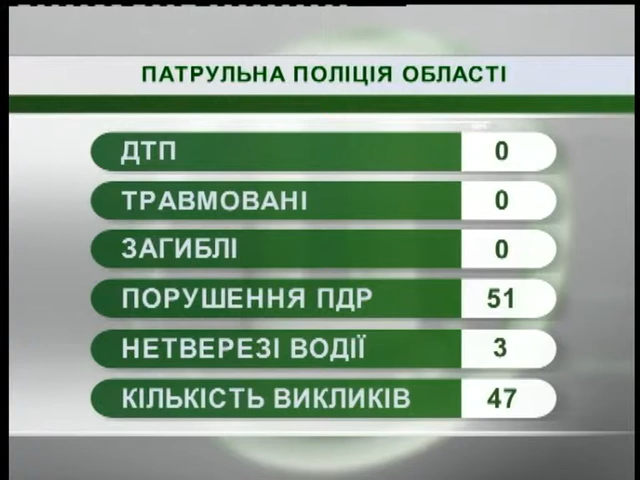 ПАТРУЛЬНА ПОЛІЦІЯ ОБЛАСТІ
ДТП 0
ТРАВМОВАНІ 0
ЗАГИБЛІ 0
ПОРУШЕННЯ ПДР 51
НЕТВЕРЕЗІ ВОДІЇ 3
КІЛЬКІСТЬ ВИКЛИКІВ 47